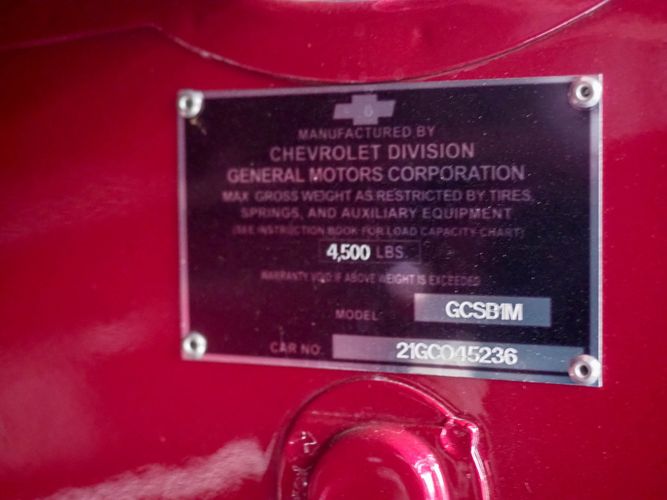 MANUFACTURED BY
CHEVROLET DIVISION
GENERAL MOTORS CORPORATION
MAX GROSS WEIGHT AS RESTRICTED BY TIRES,
SPRINGS, AND AUXILIARY EQUIPMENT
(SEE INSTRUCTION BOOK FOR LOAD CAPACITY CHART)
4,500 LBS.
WARRANTY VOID IF ABOVE WEIGHT IS EXCEEDED
MODEL GCSB1M
CAR NO. 21GCO45236